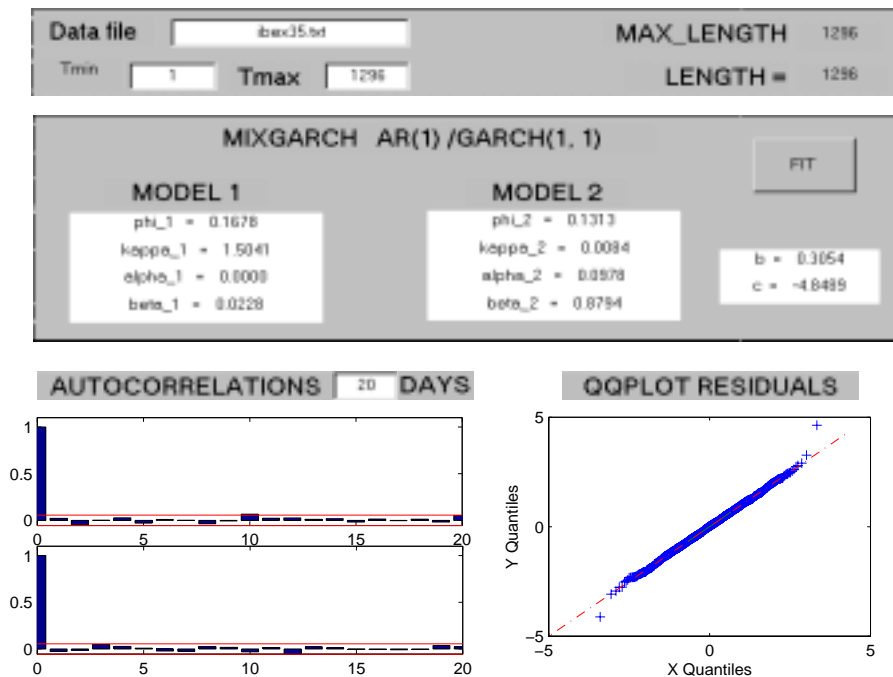 Data file ibex35.txt MAX_LENGTH 1296
Tmin 1 Tmax 1296 LENGTH = 1296
MIXGARCH AR(1) /GARCH(1, 1)
FIT
MODEL 1
phi_1 = 0.1678
kappa_1 = 1.5041
alpha_1 = 0.0000
beta_1 = 0.0228
MODEL 2
phi_2 = 0.1313
kappa_2 = 0.0084
alpha_2 = 0.0978
beta_2 = 0.8794
b = 0.3054
c = -4.8489
AUTOCORRELATIONS 20 DAYS
1
0.5
0
0 5 10 15 20
1
0.5
0
0 5 10 15 20
QQPLOT RESIDUALS
5
0
−5
−5 0 5
Y Quantiles
X Quantiles